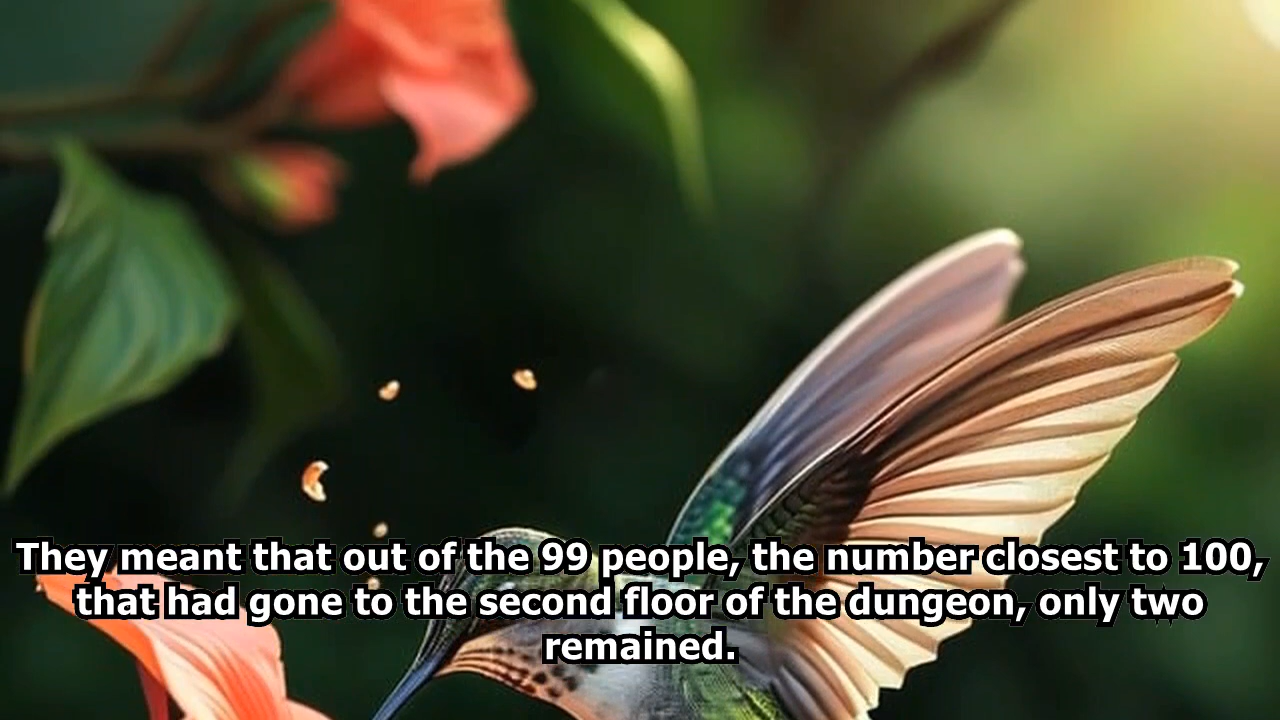 They meant that out of the 99 people, the number closest to 100,
that had gone to the second floor of the dungeon, only two
remained.